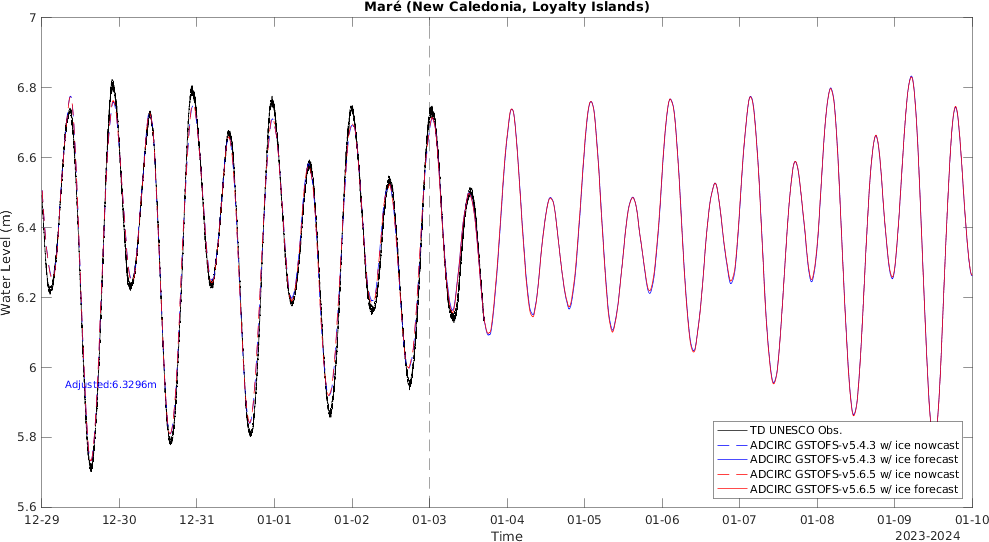 Maré (New Caledonia, Loyalty Islands)
7
6.8
6.6
6.4
6.2
6
5.8
5.6
Water Level (m)
Adjusted:6.3296m
TD UNESCO Obs.
ADCIRC GSTOFS-v5.4.3 w/ ice nowcast
ADCIRC GSTOFS-v5.4.3 w/ ice forecast
ADCIRC GSTOFS-v5.6.5 w/ ice nowcast
ADCIRC GSTOFS-v5.6.5 w/ ice forecast
12-29 12-30 12-31 01-01 01-02 01-03 01-04 01-05 01-06 01-07 01-08 01-09 01-10
Time
2023-2024